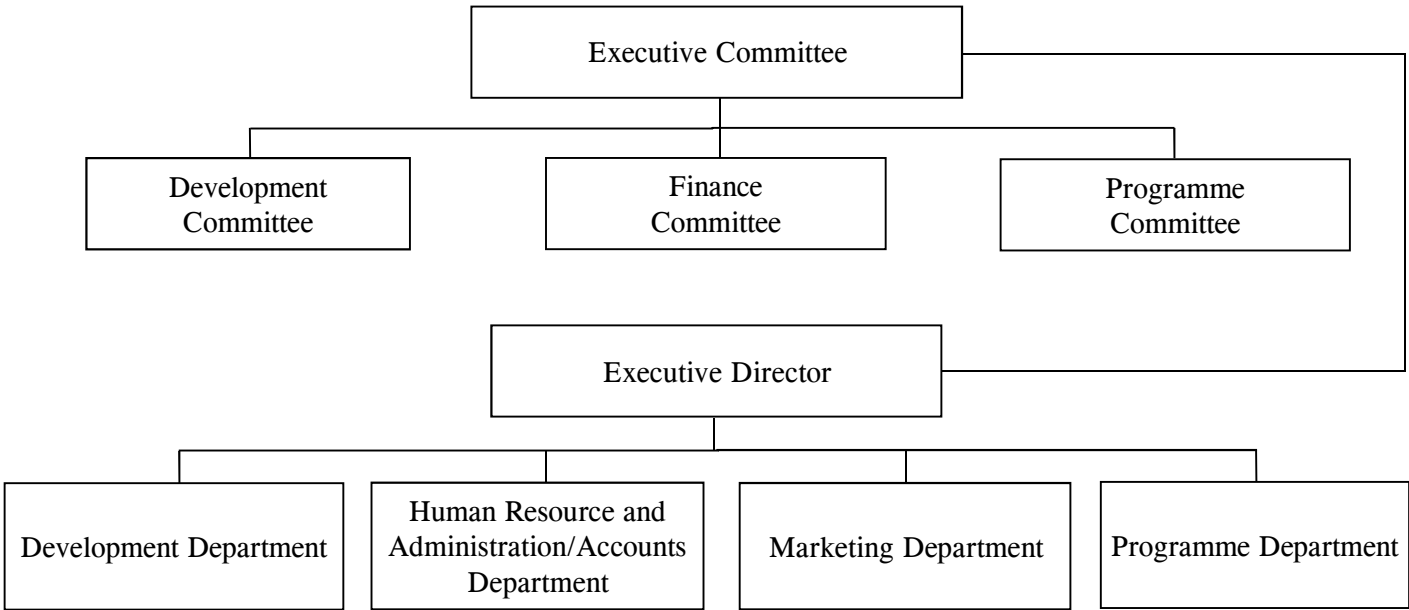 Executive Committee
Development
Committee
Finance
Committee
Programme
Committee
Executive Director
Development Department
Human Resource and
Administration/Accounts
Department
Marketing Department
Programme Department